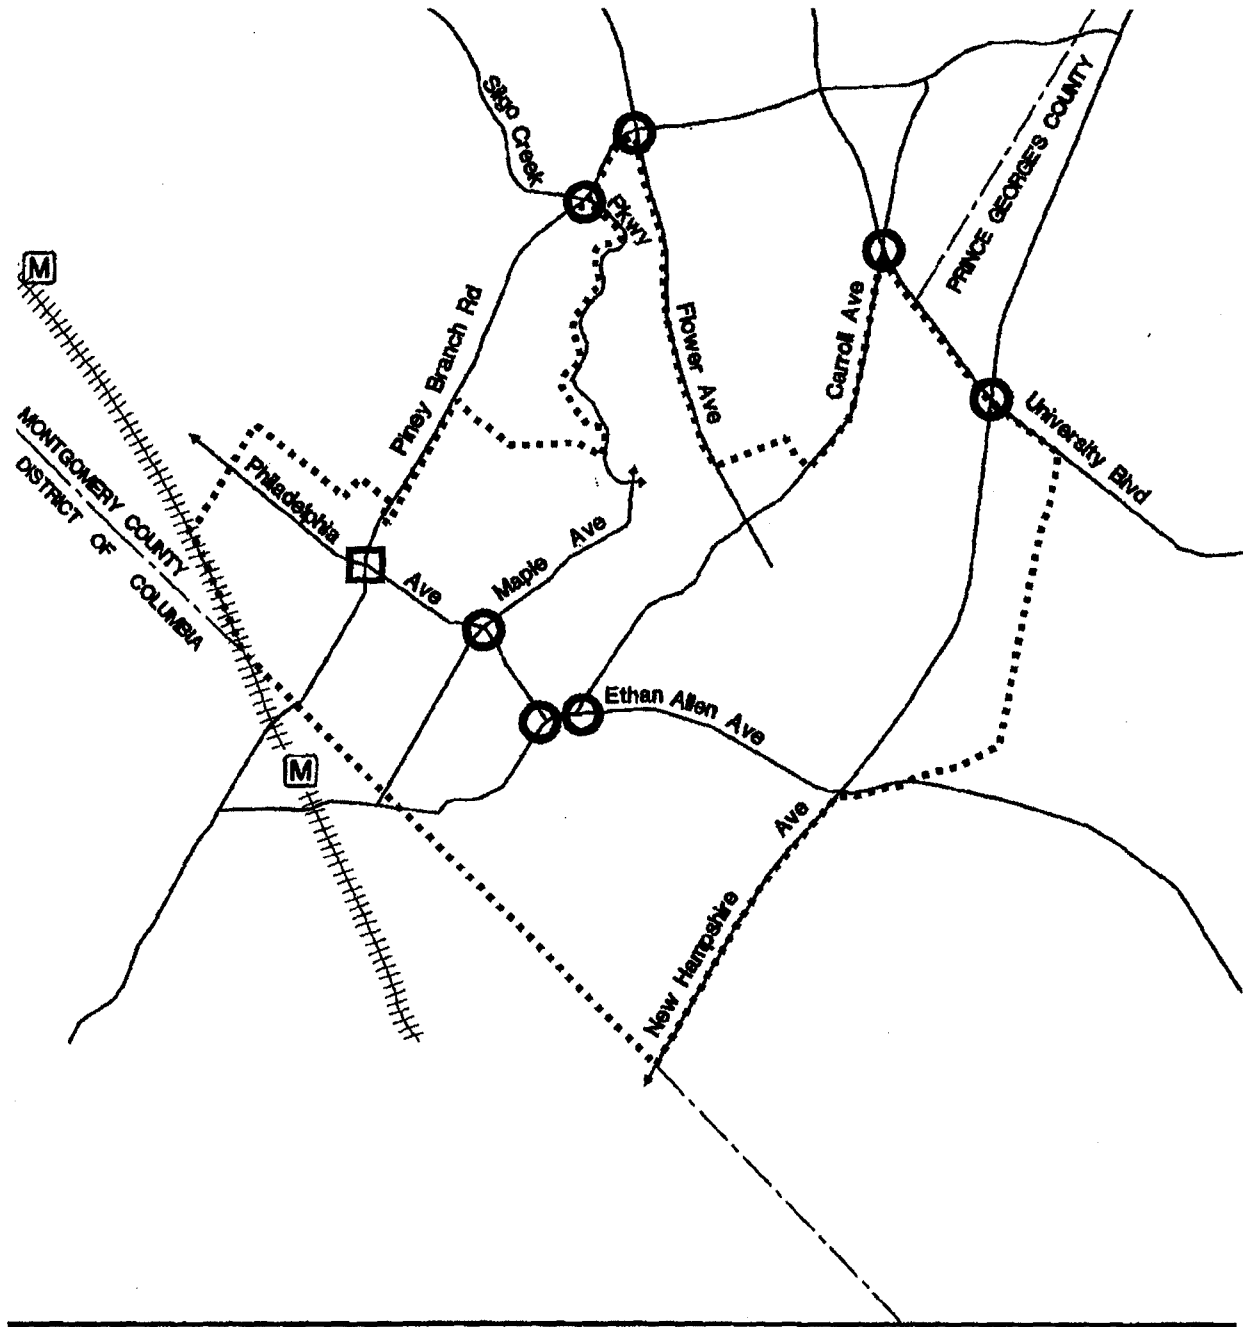 Sligo Creek
Pkwy
PRINCE GEORGE'S COUNTY
M
Piney Branch Rd
Flower Ave
Carroll Ave
University Blvd
MONTGOMERY COUNTY
DISTRICT OF COLUMBIA
Philadelphia
Ave
Maple Ave
Ethan Allen Ave
M
New Hampshire
Ave